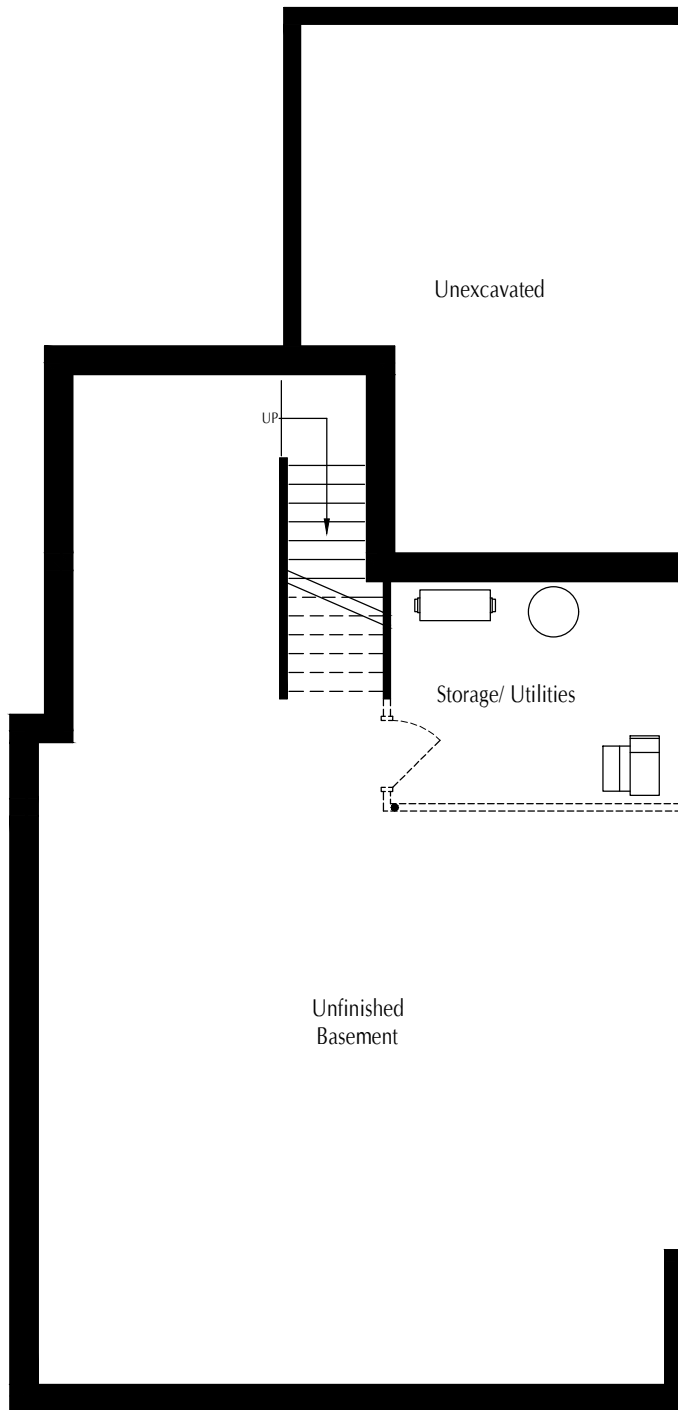 Unexcavated
UP
Storage/ Utilities
Unfinished
Basement